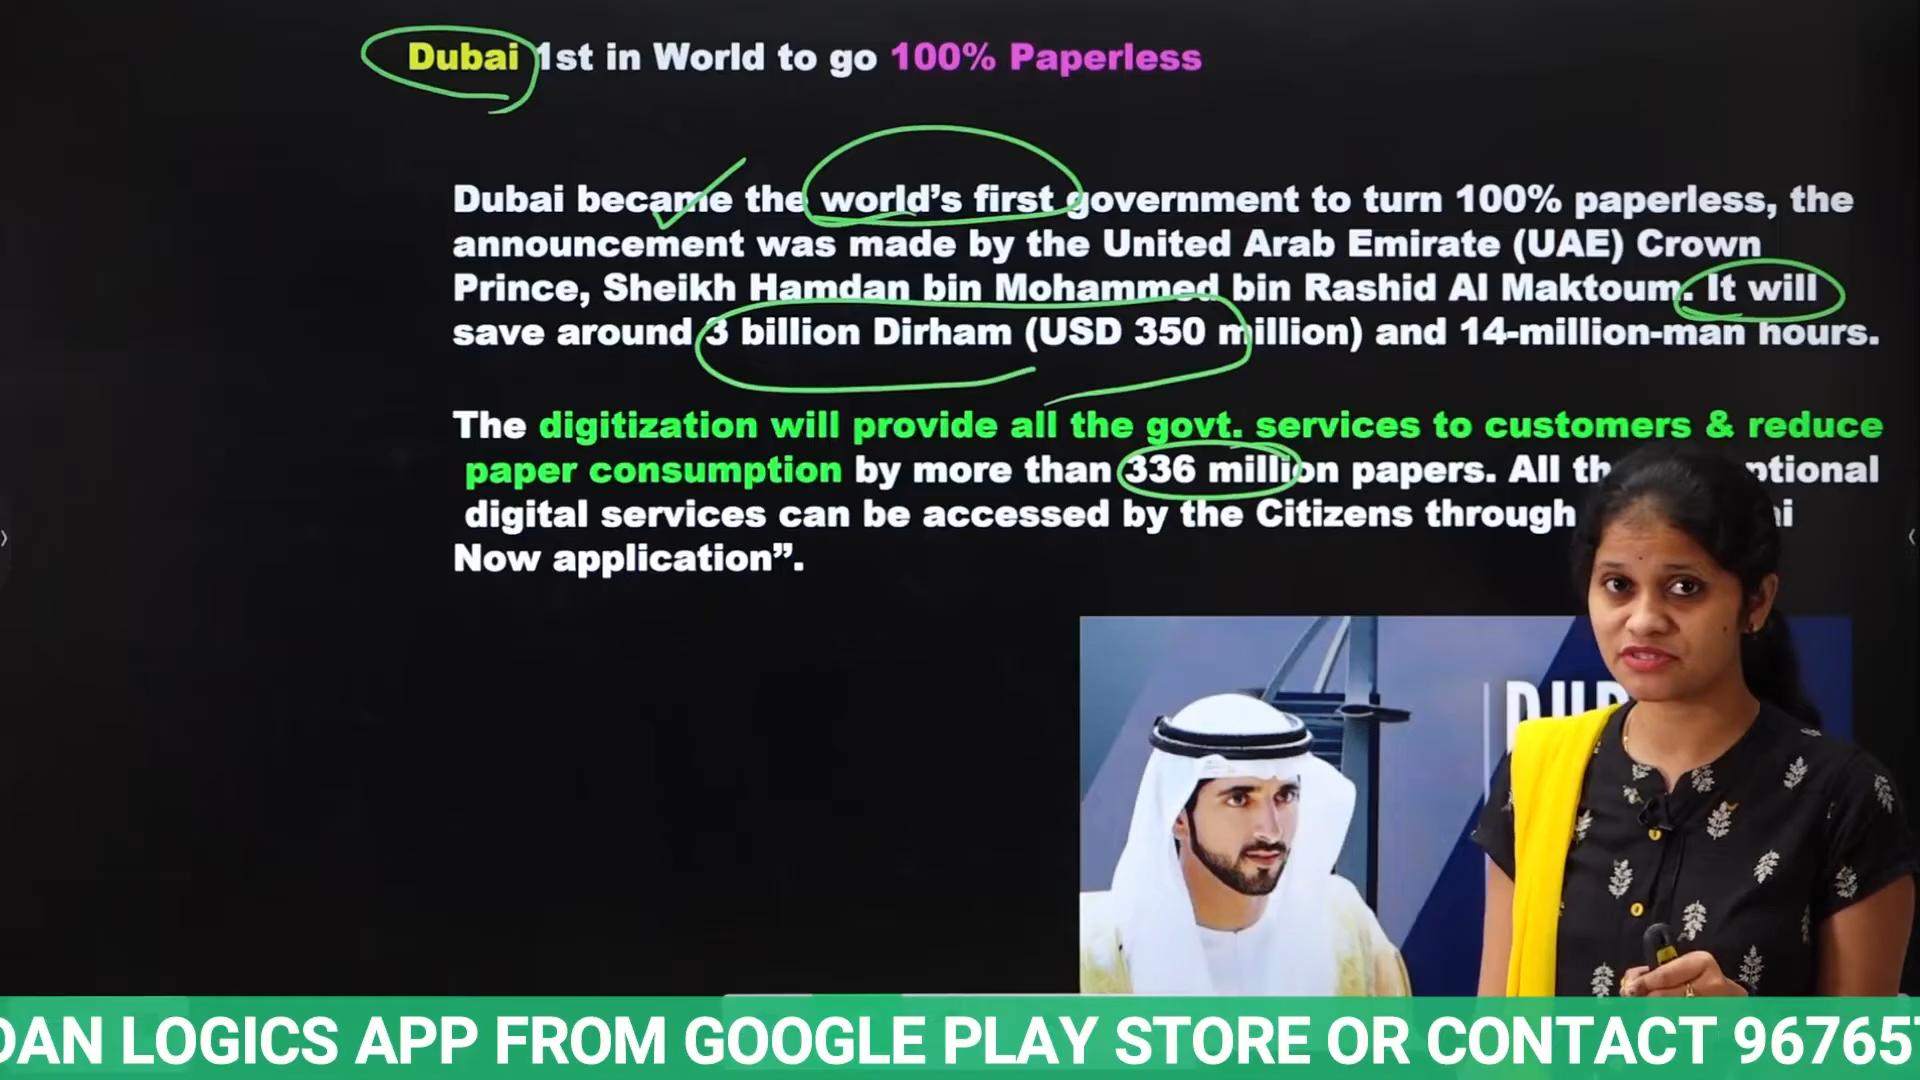 Dubai 1st in World to go 100% Paperless
Dubai became the world’s first government to turn 100% paperless, the
announcement was made by the United Arab Emirate (UAE) Crown
Prince, Sheikh Hamdan bin Mohammed bin Rashid Al Maktoum. It will
save around 3 billion Dirham (USD 350 million) and 14-million-man hours.
The digitization will provide all the govt. services to customers & reduce
paper consumption by more than 336 million papers. All
digital services can be accessed by the Citizens through
Now application”.
DAN LOGICS APP FROM GOOGLE PLAY STORE OR CONTACT 96765